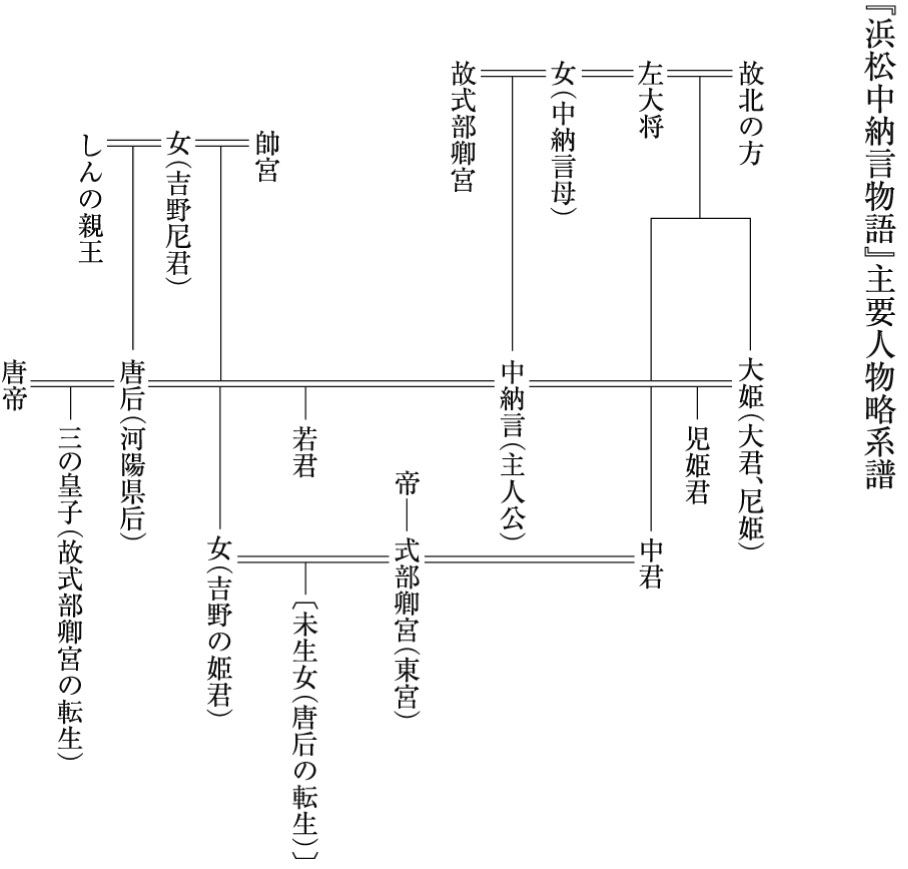 『浜松中納言物語』主要人物略系譜
故北の方
左大将
女(中納言母)
故式部卿宮
帥宮
女(吉野尼君)
しんの親王
大姫(大君、尼姫)
児姫君
中納言(主人公)
若君
唐后(河陽県后)
三の皇子(故式部卿宮の転生)
唐帝
中君
帝
式部卿宮(東宮)
〔未生女(唐后の転生)〕
女(吉野の姫君)